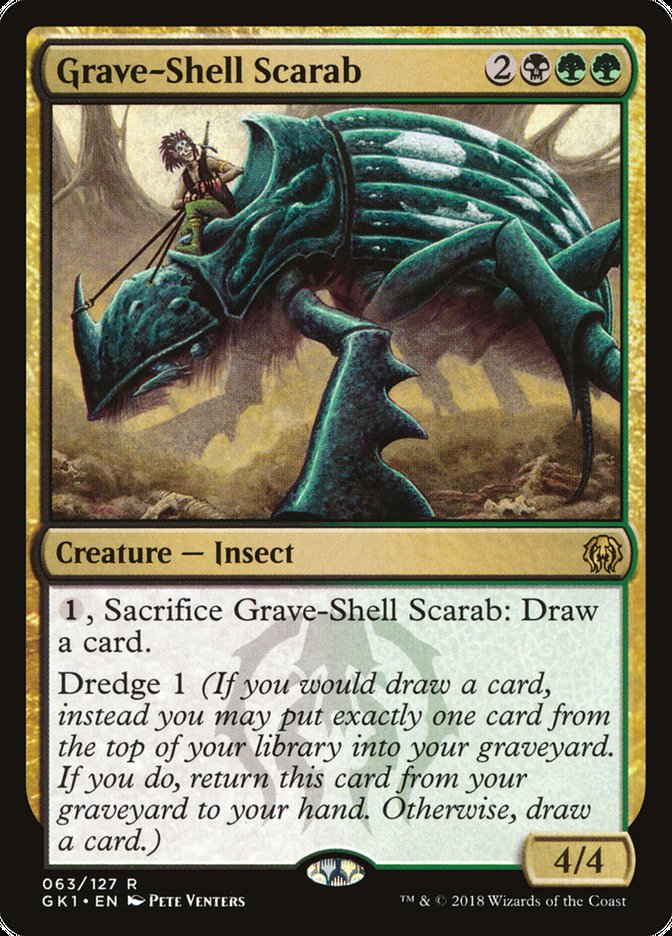 Grave-Shell Scarab 2
Creature — Insect
1, Sacrifice Grave-Shell Scarab: Draw
a card.
Dredge 1 (If you would draw a card,
instead you may put exactly one card from
the top of your library into your graveyard.
If you do, return this card from your
graveyard to your hand. Otherwise, draw
a card.)
4/4
063/127 R
GK1 • EN Pete Venters
™ & © 2018 Wizards of the Coast